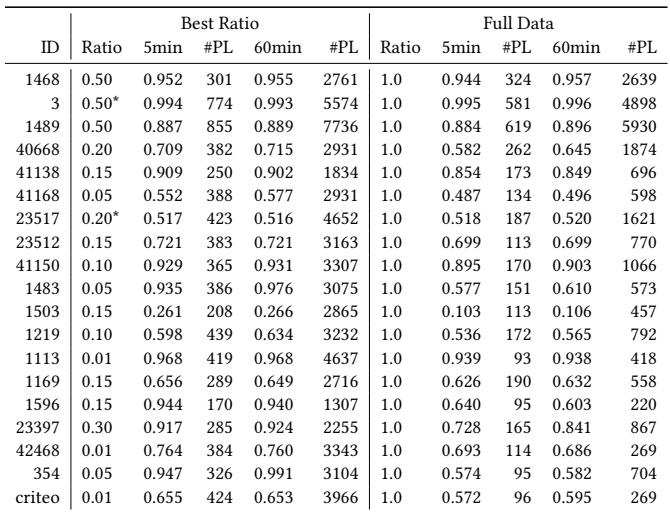 Best Ratio Full Data
ID Ratio 5min #PL 60min #PL Ratio 5min #PL 60min #PL
1468 0.50 0.952 301 0.955 2761 1.0 0.944 324 0.957 2639
3 0.50* 0.994 774 0.993 5574 1.0 0.995 581 0.996 4898
1489 0.50 0.887 855 0.889 7736 1.0 0.884 619 0.896 5930
40668 0.20 0.709 382 0.715 2931 1.0 0.582 262 0.645 1874
41138 0.15 0.909 250 0.902 1834 1.0 0.854 173 0.849 696
41168 0.05 0.552 388 0.577 2931 1.0 0.487 134 0.496 598
23517 0.20* 0.517 423 0.516 4652 1.0 0.518 187 0.520 1621
23512 0.15 0.721 383 0.721 3163 1.0 0.699 113 0.699 770
41150 0.10 0.929 365 0.931 3307 1.0 0.895 170 0.903 1066
1483 0.05 0.935 386 0.976 3075 1.0 0.577 151 0.610 573
1503 0.15 0.261 208 0.266 2865 1.0 0.103 113 0.106 457
1219 0.10 0.598 439 0.634 3232 1.0 0.536 172 0.565 792
1113 0.01 0.968 419 0.968 4637 1.0 0.939 93 0.938 418
1169 0.15 0.656 289 0.649 2716 1.0 0.626 190 0.632 558
1596 0.15 0.944 170 0.940 1307 1.0 0.640 95 0.603 220
23397 0.30 0.917 285 0.924 2255 1.0 0.728 165 0.841 867
42468 0.01 0.764 384 0.760 3343 1.0 0.693 114 0.686 269
354 0.05 0.947 326 0.991 3104 1.0 0.574 95 0.582 704
criteo 0.01 0.655 424 0.653 3966 1.0 0.572 96 0.595 269